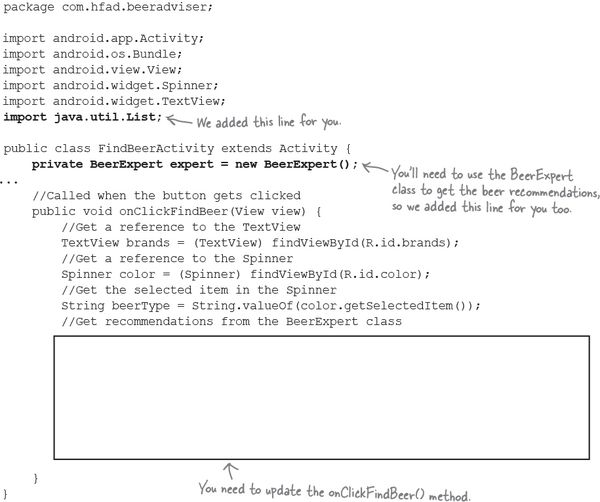 package com.hfad.beeradviser;
import android.app.Activity;
import android.os.Bundle;
import android.view.View;
import android.widget.Spinner;
import android.widget.TextView;
import java.util.List;
We added this line for you.
public class FindBeerActivity extends Activity {
private BeerExpert expert = new BeerExpert();
You'll need to use the BeerExpert
class to get the beer recommendations,
so we added this line for you too.
...
//Called when the button gets clicked
public void onClickFindBeer(View view) {
//Get a reference to the TextView
TextView brands = (TextView) findViewById(R.id.brands);
//Get a reference to the Spinner
Spinner color = (Spinner) findViewById(R.id.color);
//Get the selected item in the Spinner
String beerType = String.valueOf(color.getSelectedItem());
//Get recommendations from the BeerExpert class
}
}
You need to update the onClickFindBeer() method.